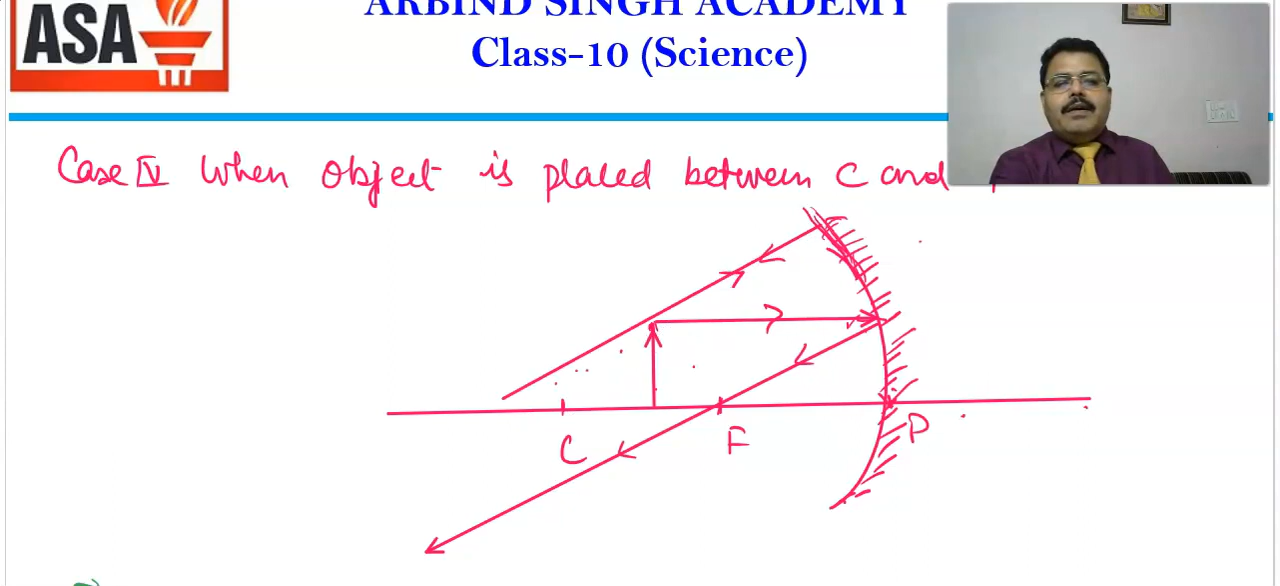 ASA
ARBIND SINGH ACADEMY
Class-10 (Science)
Case IV When object is placed between C and
C
F
P